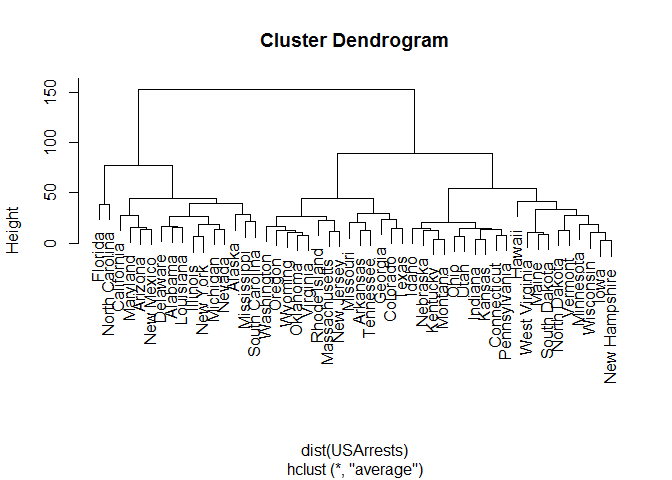 Cluster Dendrogram
Height
0
50
100
150
Florida
North Carolina
California
Maryland
Arizona
New Mexico
Delaware
Alabama
Louisiana
Illinois
New York
Michigan
Nevada
Alaska
Mississippi
South Carolina
Washington
Oregon
Wyoming
Oklahoma
Virginia
Rhode Island
Massachusetts
New Jersey
Missouri
Arkansas
Tennessee
Georgia
Colorado
Texas
Idaho
Nebraska
Kentucky
Montana
Ohio
Utah
Indiana
Kansas
Connecticut
Pennsylvania
Hawaii
West Virginia
Maine
South Dakota
North Dakota
Vermont
Minnesota
Wisconsin
Iowa
New Hampshire
dist(USArrests)
hclust (*, "average")